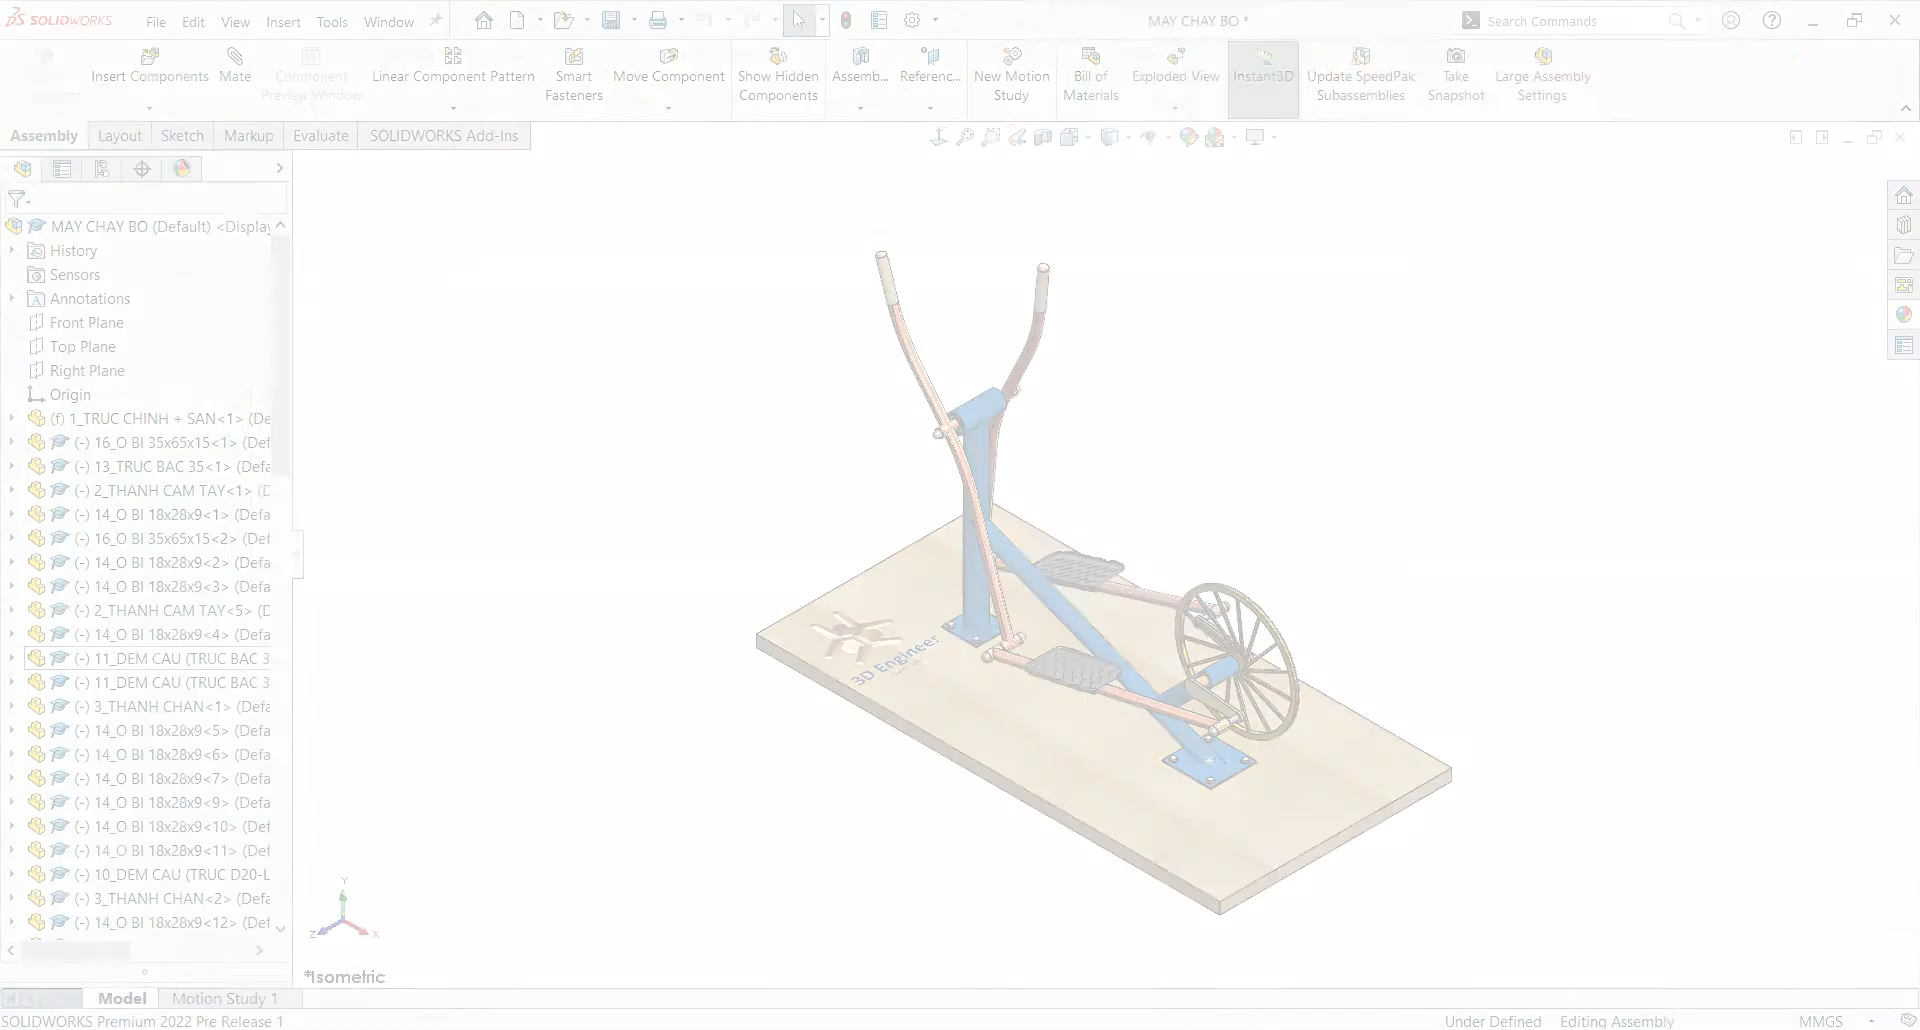 SOLIDWORKS File Edit View Insert Tools Window MAY CHAY BO * Search Commands
Insert Components Mate Component Preview Window Linear Component Pattern Smart Fasteners Move Component Show Hidden Components Assemb... Referenc... New Motion Study Bill of Materials Exploded View Instant3D Update SpeedPak Subassemblies Take Snapshot Large Assembly Settings
Assembly Layout Sketch Markup Evaluate SOLIDWORKS Add-Ins
MAY CHAY BO (Default) <Display
History
Sensors
Annotations
Front Plane
Top Plane
Right Plane
Origin
(f) 1_TRUC CHINH + SAN<1> (De
(-) 16_O BI 35x65x15<1> (Def
(-) 13_TRUC BAC 35<1> (Defa
(-) 2_THANH CAM TAY<1> (D
(-) 14_O BI 18x28x9<1> (Defa
(-) 16_O BI 35x65x15<2> (Def
(-) 14_O BI 18x28x9<2> (Defa
(-) 14_O BI 18x28x9<3> (Defa
(-) 2_THANH CAM TAY<5> (D
(-) 14_O BI 18x28x9<4> (Defa
(-) 11_DEM CAU (TRUC BAC 3
(-) 11_DEM CAU (TRUC BAC 3
(-) 3_THANH CHAN<1> (Defa
(-) 14_O BI 18x28x9<5> (Defa
(-) 14_O BI 18x28x9<6> (Defa
(-) 14_O BI 18x28x9<7> (Defa
(-) 14_O BI 18x28x9<9> (Defa
(-) 14_O BI 18x28x9<10> (Def
(-) 14_O BI 18x28x9<11> (Def
(-) 10_DEM CAU (TRUC D20-L
(-) 3_THANH CHAN<2> (Defa
(-) 14_O BI 18x28x9<12> (Def
3D Engineer
Y
Z X
*Isometric
Model Motion Study 1
SOLIDWORKS Premium 2022 Pre Release 1 Under Defined Editing Assembly MMGS